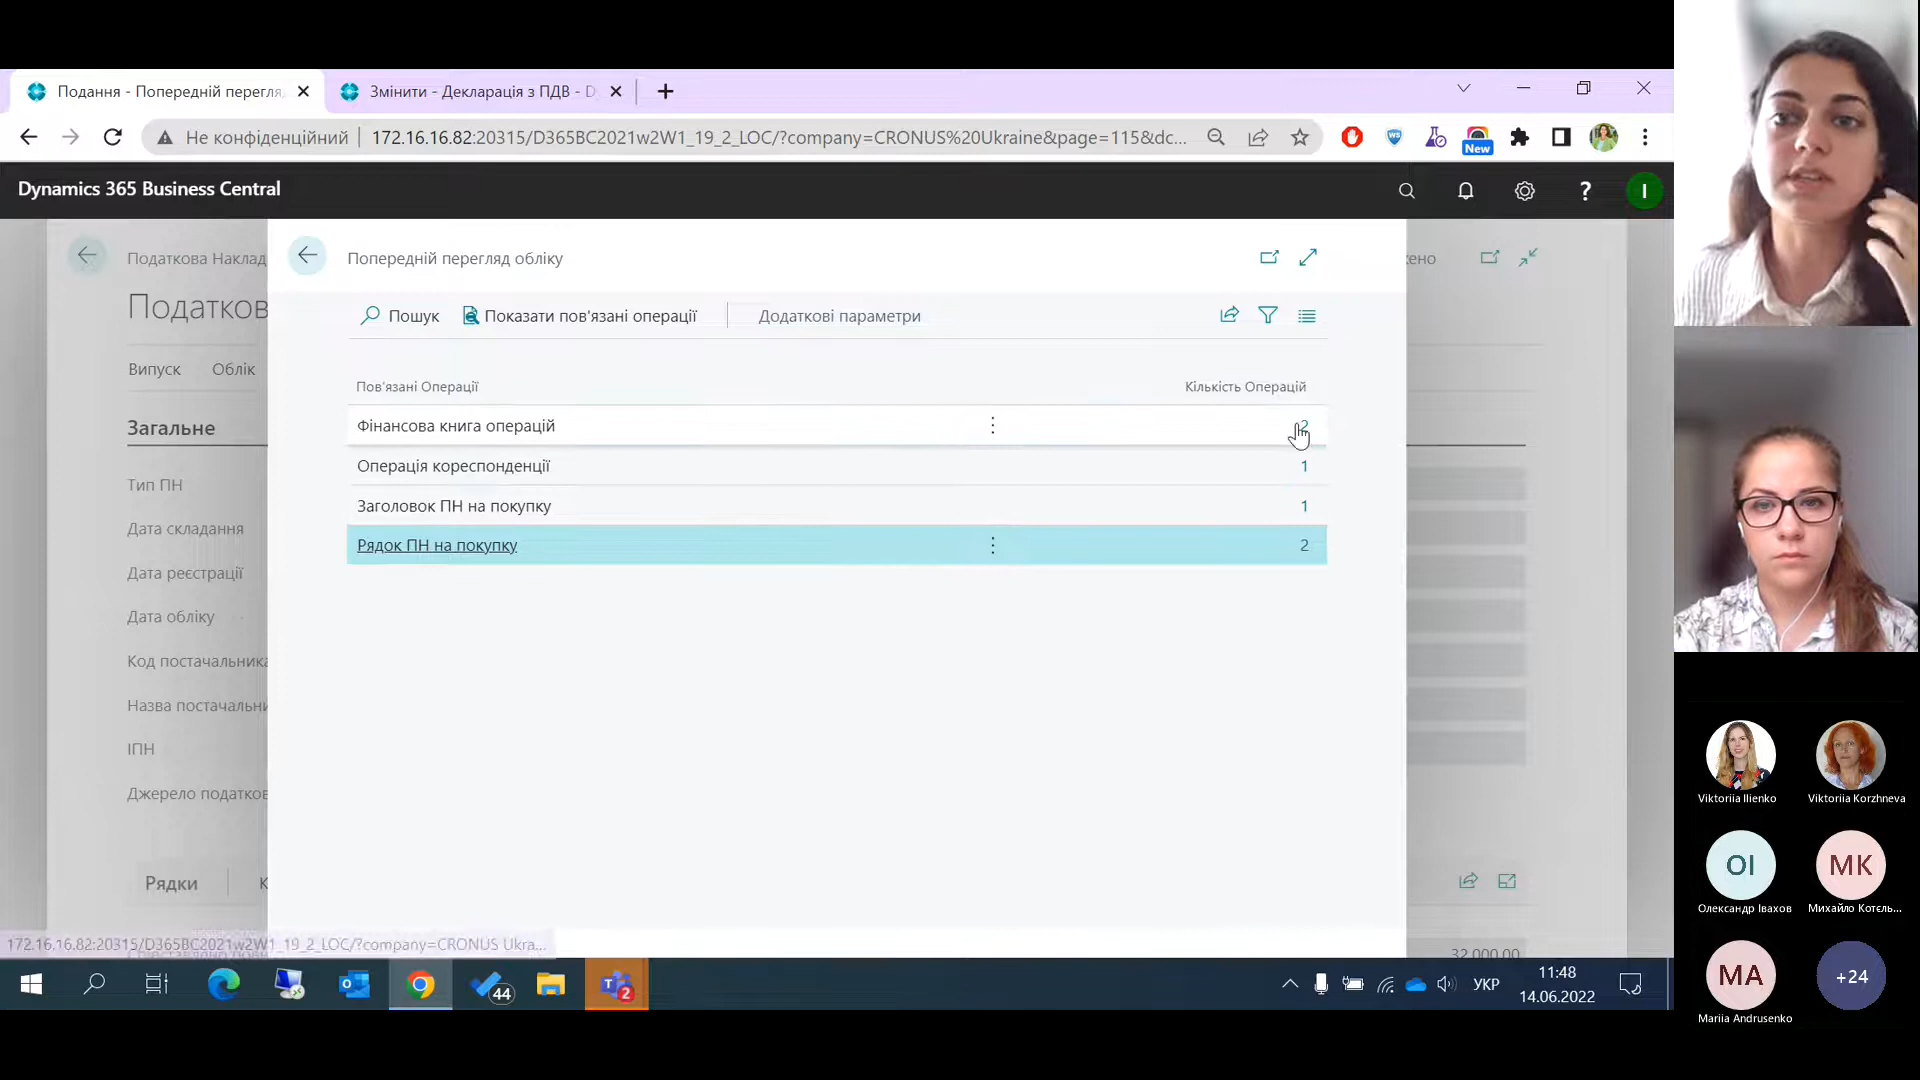 Подання - Попередній перегля
Змінити - Декларація з ПДВ - D
Не конфіденційний
172.16.16.82:20315/D365BC2021w2W1_19_2_LOC/?company=CRONUS%20Ukraine&page=115&dc...
New
Dynamics 365 Business Central
I
Податкова Наклад
Попередній перегляд обліку
жено
Податков
Пошук
Показати пов'язані операції
Додаткові параметри
Випуск
Облік
Пов'язані Операції
Кількість Операцій
Загальне
Фінансова книга операцій
2
Операція кореспонденції
1
Заголовок ПН на покупку
1
Рядок ПН на покупку
2
Тип ПН
Дата складання
Дата реєстрації
Дата обліку
Код постачальника
Назва постачальни
ІПН
Джерело податков
Рядки
К
172.16.16.82:20315/D365BC2021w2W1_19_2_LOC/?company=CRONUS Ukra...
32 000,00
44
2
УКР
11:48
14.06.2022
Viktoriia Ilienko
Viktoriia Korzhneva
OI
MK
Олександр Івахов
Михайло Котєль...
MA
+24
Mariia Andrusenko